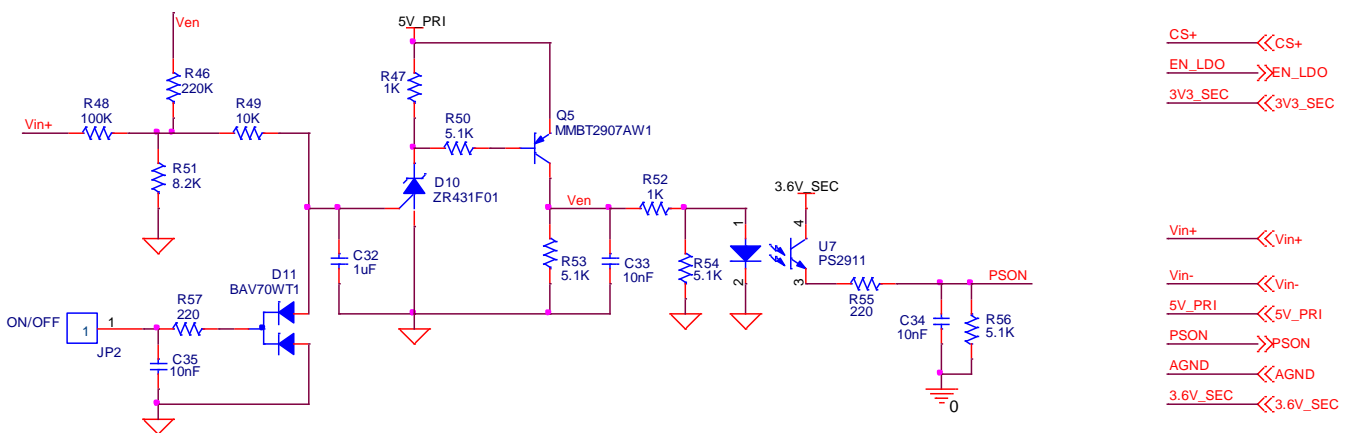 Ven
R46
220K
R48
100K
R49
10K
Vin+
R51
8.2K
5V_PRI
R47
1K
R50
5.1K
Q5
MMBT2907AW1
D10
ZR431F01
C32
1uF
Ven
R52
1K
R53
5.1K
C33
10nF
R54
5.1K
3.6V_SEC
1
2
4
3
U7
PS2911
R55
220
PSON
C34
10nF
R56
5.1K
0
D11
BAV70WT1
R57
220
ON/OFF
1
1
JP2
C35
10nF
CS+
CS+
EN_LDO
EN_LDO
3V3_SEC
3V3_SEC
Vin+
Vin+
Vin-
Vin-
5V_PRI
5V_PRI
PSON
PSON
AGND
AGND
3.6V_SEC
3.6V_SEC